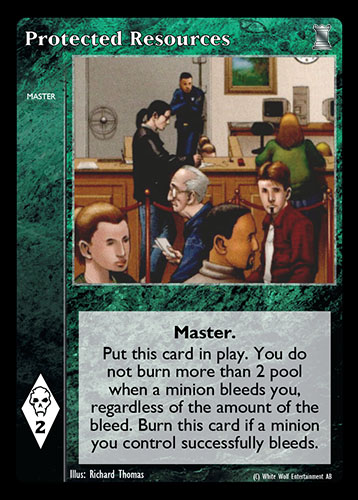 Protected Resources
MASTER
Master.
Put this card in play. You do
not burn more than 2 pool
when a minion bleeds you,
regardless of the amount of the
bleed. Burn this card if a minion
you control successfully bleeds.
2
Illus: Richard Thomas
(C) White Wolf Entertainment AB